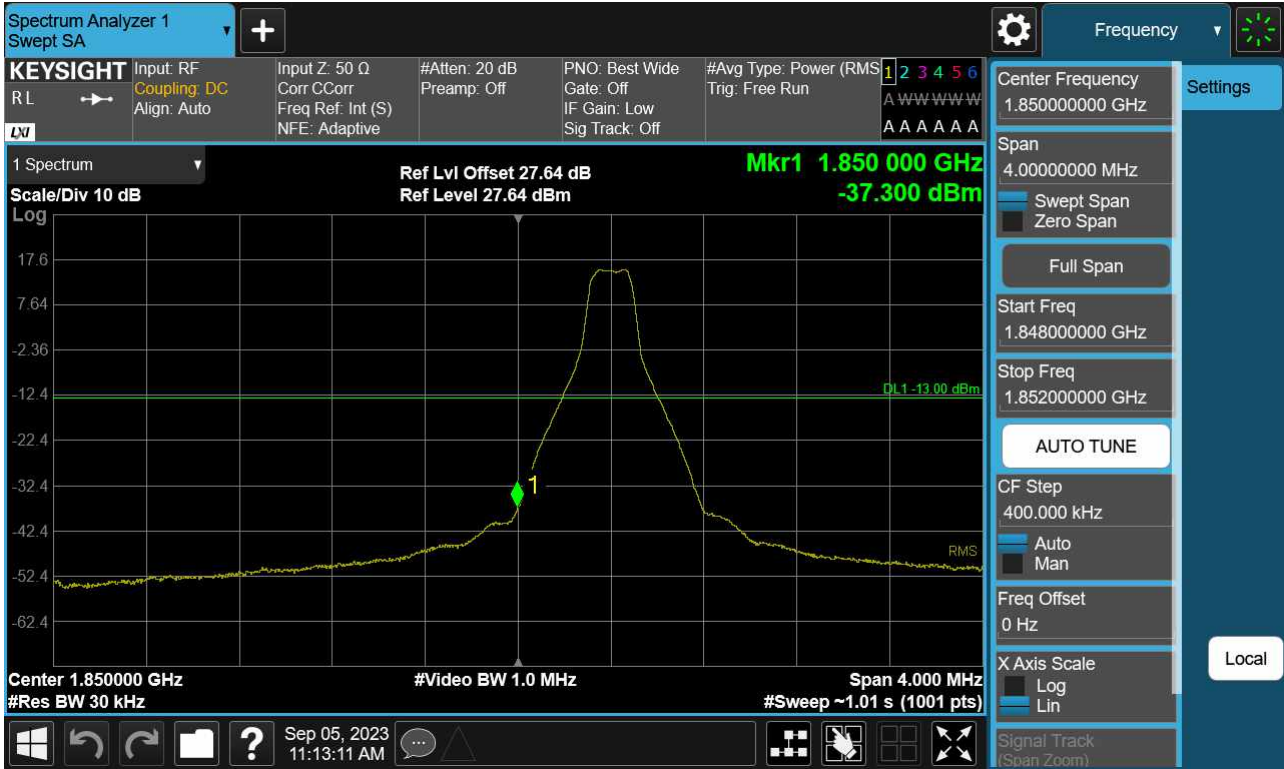 Spectrum Analyzer 1
Swept SA
Frequency
KEYSIGHT
R L
LXI
Input: RF
Coupling: DC
Align: Auto
Input Z: 50 Ω
Corr CCorr
Freq Ref: Int (S)
NFE: Adaptive
#Atten: 20 dB
Preamp: Off
PNO: Best Wide
Gate: Off
IF Gain: Low
Sig Track: Off
#Avg Type: Power (RMS
Trig: Free Run
1 2 3 4 5 6
A W W W W W
A A A A A A
1 Spectrum
Scale/Div 10 dB
Log
Ref Lvl Offset 27.64 dB
Ref Level 27.64 dBm
Mkr1 1.850 000 GHz
-37.300 dBm
17.6
7.64
-2.36
-12.4
-22.4
-32.4
-42.4
-52.4
-62.4
DL1 -13.00 dBm
1
RMS
Center 1.850000 GHz
#Video BW 1.0 MHz
Span 4.000 MHz
#Res BW 30 kHz
#Sweep ~1.01 s (1001 pts)
Center Frequency
1.850000000 GHz
Settings
Span
4.00000000 MHz
Swept Span
Zero Span
Full Span
Start Freq
1.848000000 GHz
Stop Freq
1.852000000 GHz
AUTO TUNE
CF Step
400.000 kHz
Auto
Man
Freq Offset
0 Hz
X Axis Scale
Log
Lin
Local
Signal Track
(Span Zoom)
?
Sep 05, 2023
11:13:11 AM